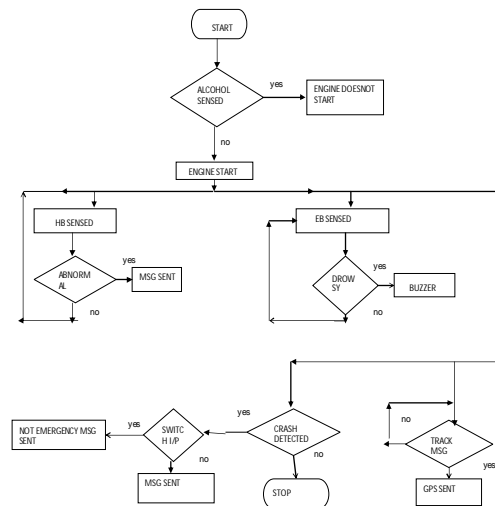 START
yes
ALCOHOL
SENSED
ENGINE DOESNOT
START
no
ENGINE START
HB SENSED
EB SENSED
yes
ABNORM
AL
MSG SENT
no
yes
DROW
SY
BUZZER
no
yes
NOT EMERGENCY MSG
SENT
SWITC
H I/P
no
MSG SENT
yes
CRASH
DETECTED
no
STOP
no
TRACK
MSG
yes
GPS SENT